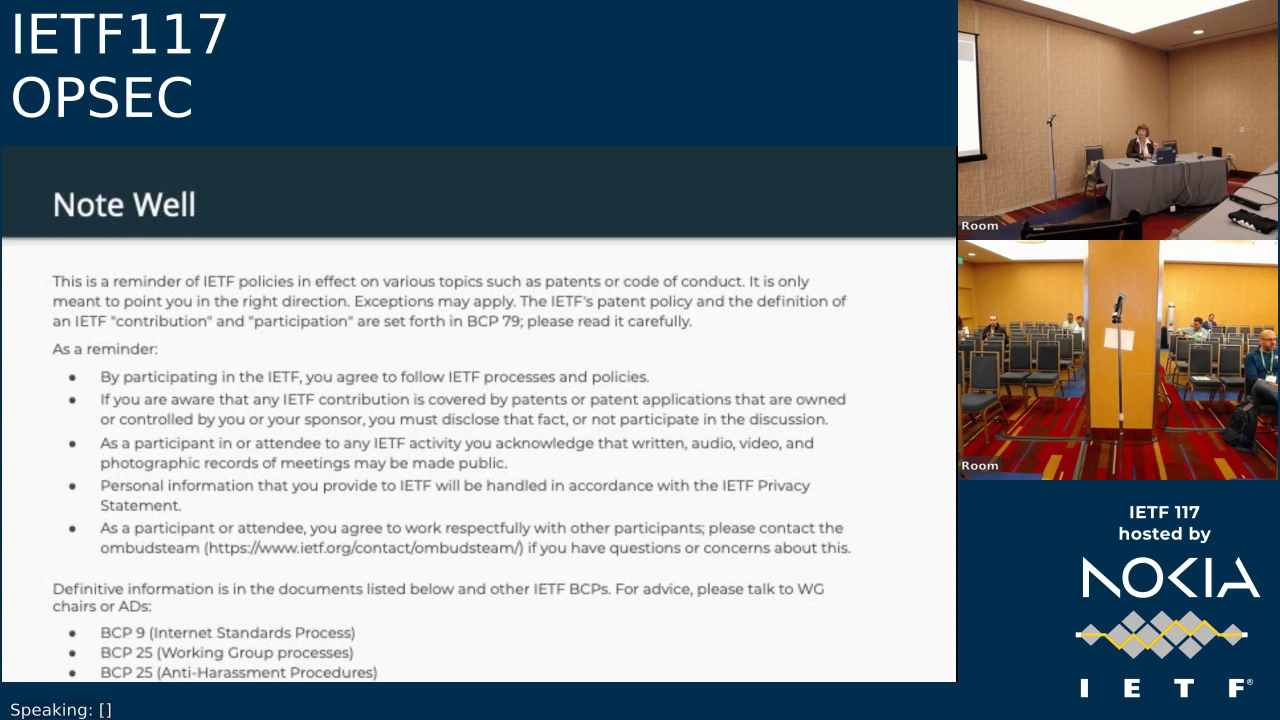 IETF117
OPSEC
Note Well
This is a reminder of IETF policies in effect on various topics such as patents or code of conduct. It is only
meant to point you in the right direction. Exceptions may apply. The IETF's patent policy and the definition of
an IETF "contribution" and "participation" are set forth in BCP 79; please read it carefully.
As a reminder:
● By participating in the IETF, you agree to follow IETF processes and policies.
● If you are aware that any IETF contribution is covered by patents or patent applications that are owned
or controlled by you or your sponsor, you must disclose that fact, or not participate in the discussion.
● As a participant in or attendee to any IETF activity you acknowledge that written, audio, video, and
photographic records of meetings may be made public.
● Personal information that you provide to IETF will be handled in accordance with the IETF Privacy
Statement.
● As a participant or attendee, you agree to work respectfully with other participants; please contact the
ombudsteam (https://www.ietf.org/contact/ombudsteam/) if you have questions or concerns about this.
Definitive information is in the documents listed below and other IETF BCPs. For advice, please talk to WG
chairs or ADs:
● BCP 9 (Internet Standards Process)
● BCP 25 (Working Group processes)
● BCP 25 (Anti-Harassment Procedures)
Speaking: []
Room
Room
IETF 117
hosted by
NOKIA
I E T F®